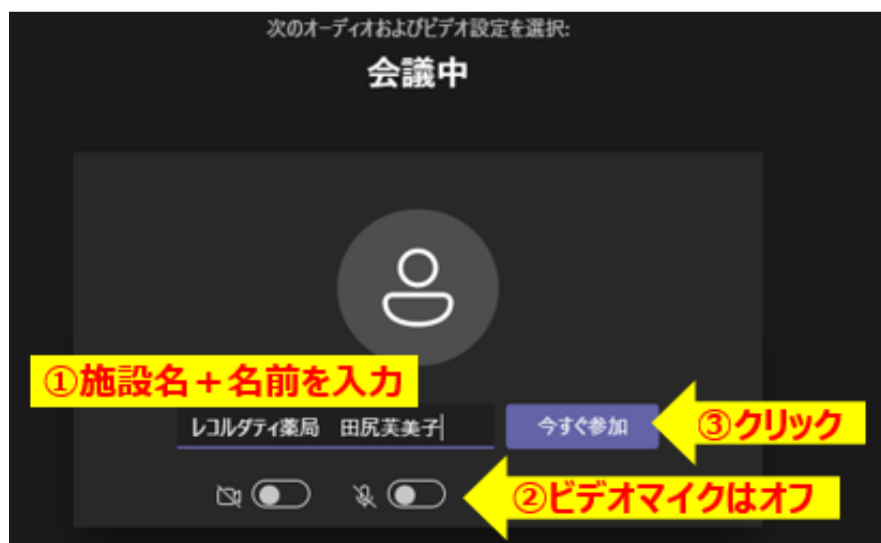 次のオーディオおよびビデオ設定を選択:
会議中
①施設名＋名前を入力
レコルダティ薬局　田尻芙美子
今すぐ参加
③クリック
②ビデオマイクはオフ